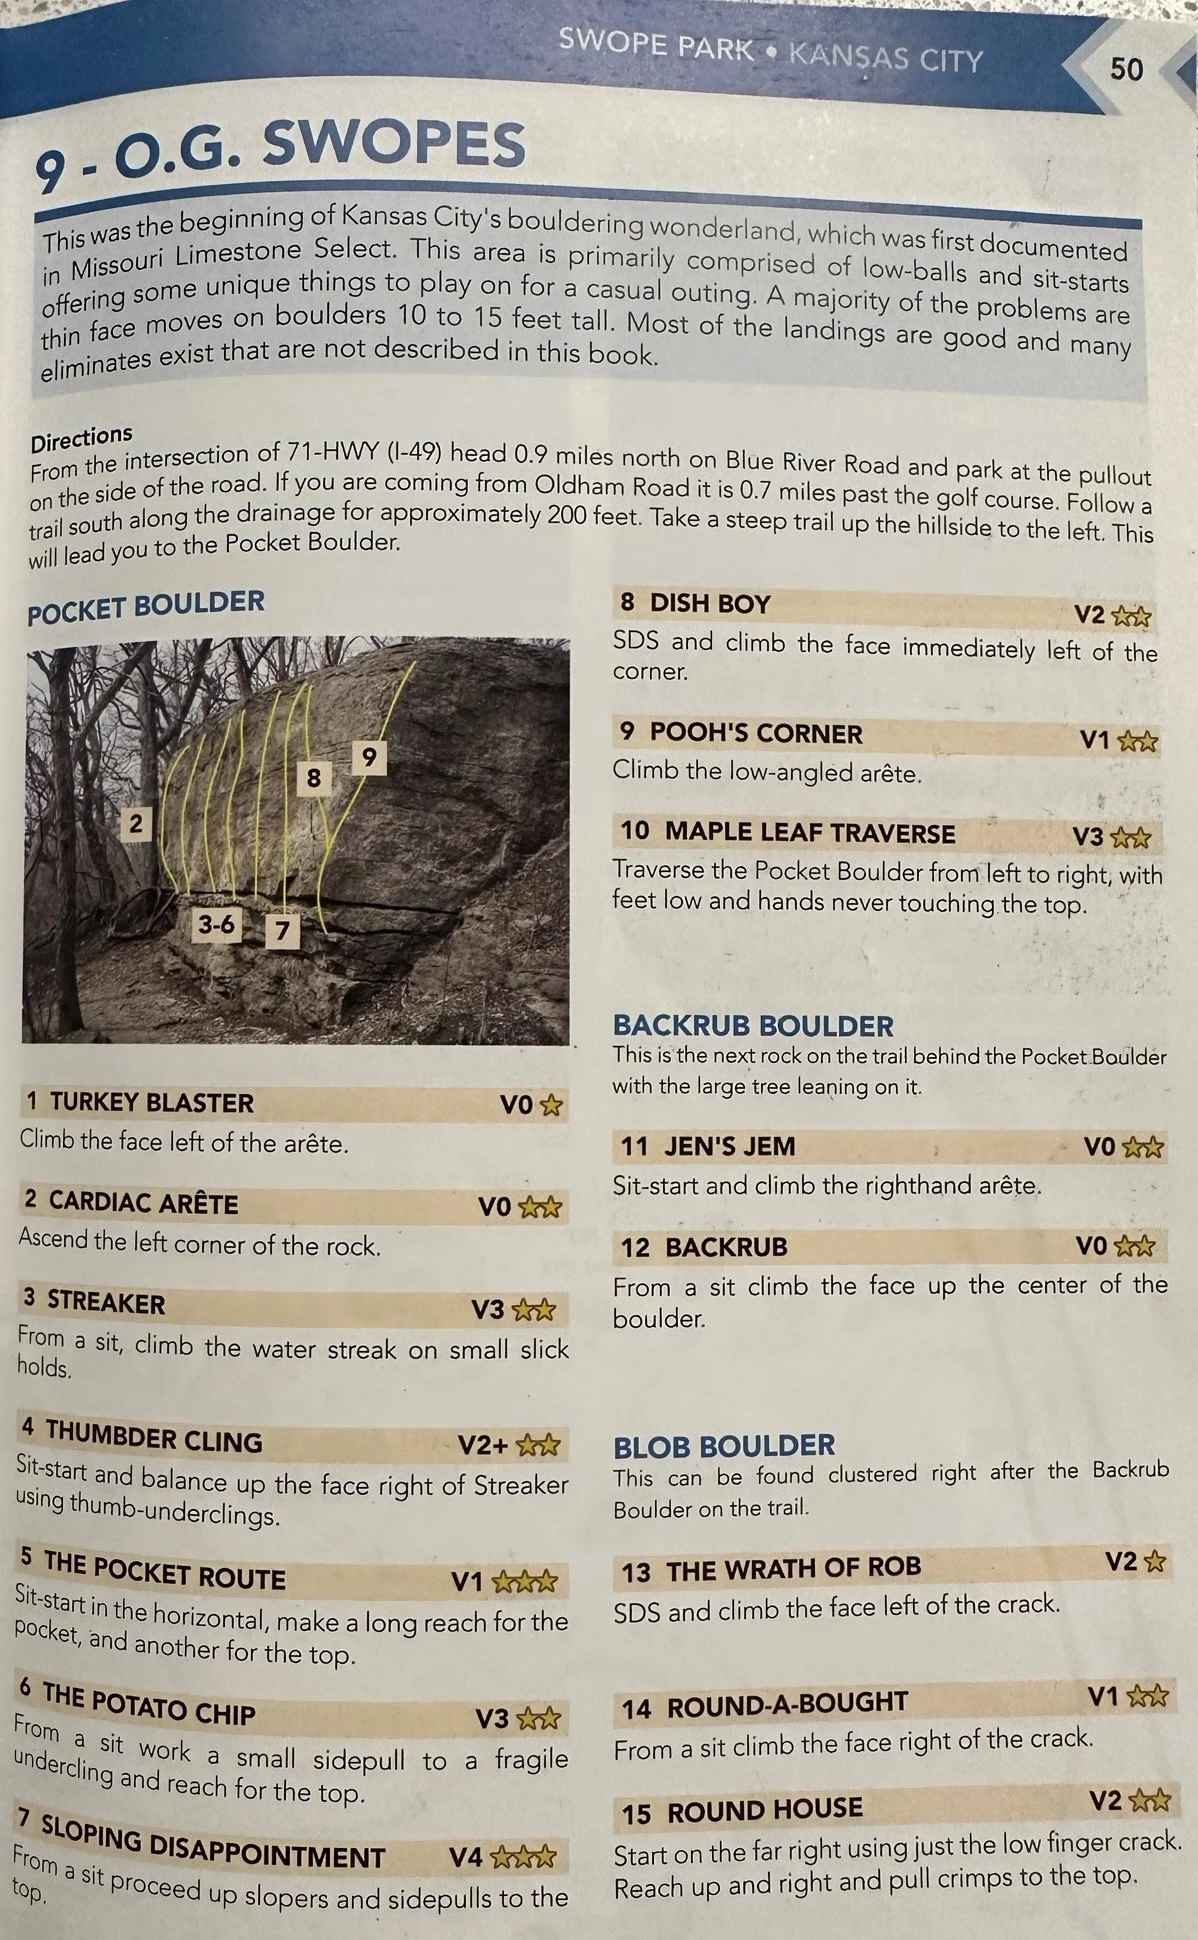 SWOPE PARK • KANSAS CITY
50
9 - O.G. SWOPES
This was the beginning of Kansas City's bouldering wonderland, which was first documented
in Missouri Limestone Select. This area is primarily comprised of low-balls and sit-starts
offering some unique things to play on for a casual outing. A majority of the problems are
thin face moves on boulders 10 to 15 feet tall. Most of the landings are good and many
eliminates exist that are not described in this book.
Directions
From the intersection of 71-HWY (I-49) head 0.9 miles north on Blue River Road and park at the pullout
on the side of the road. If you are coming from Oldham Road it is 0.7 miles past the golf course. Follow a
trail south along the drainage for approximately 200 feet. Take a steep trail up the hillside to the left. This
will lead you to the Pocket Boulder.
POCKET BOULDER
2
3-6
7
8
9
1 TURKEY BLASTER V0
Climb the face left of the arête.
2 CARDIAC ARÊTE V0
Ascend the left corner of the rock.
3 STREAKER V3
From a sit, climb the water streak on small slick
holds.
4 THUMBDER CLING V2+
Sit-start and balance up the face right of Streaker
using thumb-underclings.
5 THE POCKET ROUTE V1
Sit-start in the horizontal, make a long reach for the
pocket, and another for the top.
6 THE POTATO CHIP V3
From a sit work a small sidepull to a fragile
undercling and reach for the top.
7 SLOPING DISAPPOINTMENT V4
From a sit proceed up slopers and sidepulls to the
top.
8 DISH BOY V2
SDS and climb the face immediately left of the
corner.
9 POOH'S CORNER V1
Climb the low-angled arête.
10 MAPLE LEAF TRAVERSE V3
Traverse the Pocket Boulder from left to right, with
feet low and hands never touching the top.
BACKRUB BOULDER
This is the next rock on the trail behind the Pocket Boulder
with the large tree leaning on it.
11 JEN'S JEM V0
Sit-start and climb the righthand arête.
12 BACKRUB V0
From a sit climb the face up the center of the
boulder.
BLOB BOULDER
This can be found clustered right after the Backrub
Boulder on the trail.
13 THE WRATH OF ROB V2
SDS and climb the face left of the crack.
14 ROUND-A-BOUGHT V1
From a sit climb the face right of the crack.
15 ROUND HOUSE V2
Start on the far right using just the low finger crack.
Reach up and right and pull crimps to the top.